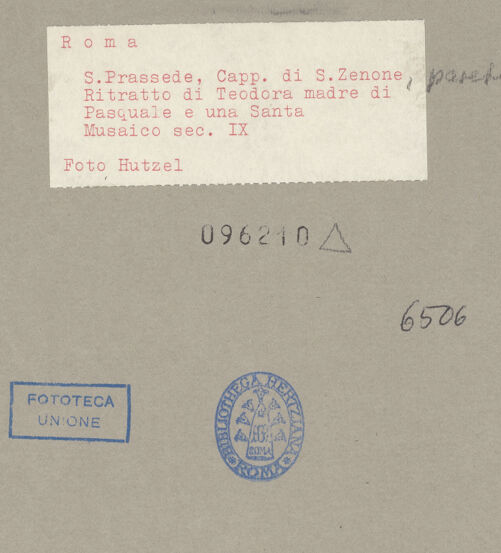 Roma
S.Prassede, Capp. di S.Zenone,
Ritratto di Teodora madre di
Pasquale e una Santa
Musaico sec. IX
Foto Hutzel
096210
6506
FOTOTECA
UNIONE
BIBLIOTHECA HERTZIANA
ROMA
ROMA